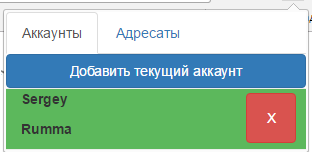 Аккаунты Адресаты
Добавить текущий аккаунт
Sergey
Rumma
X